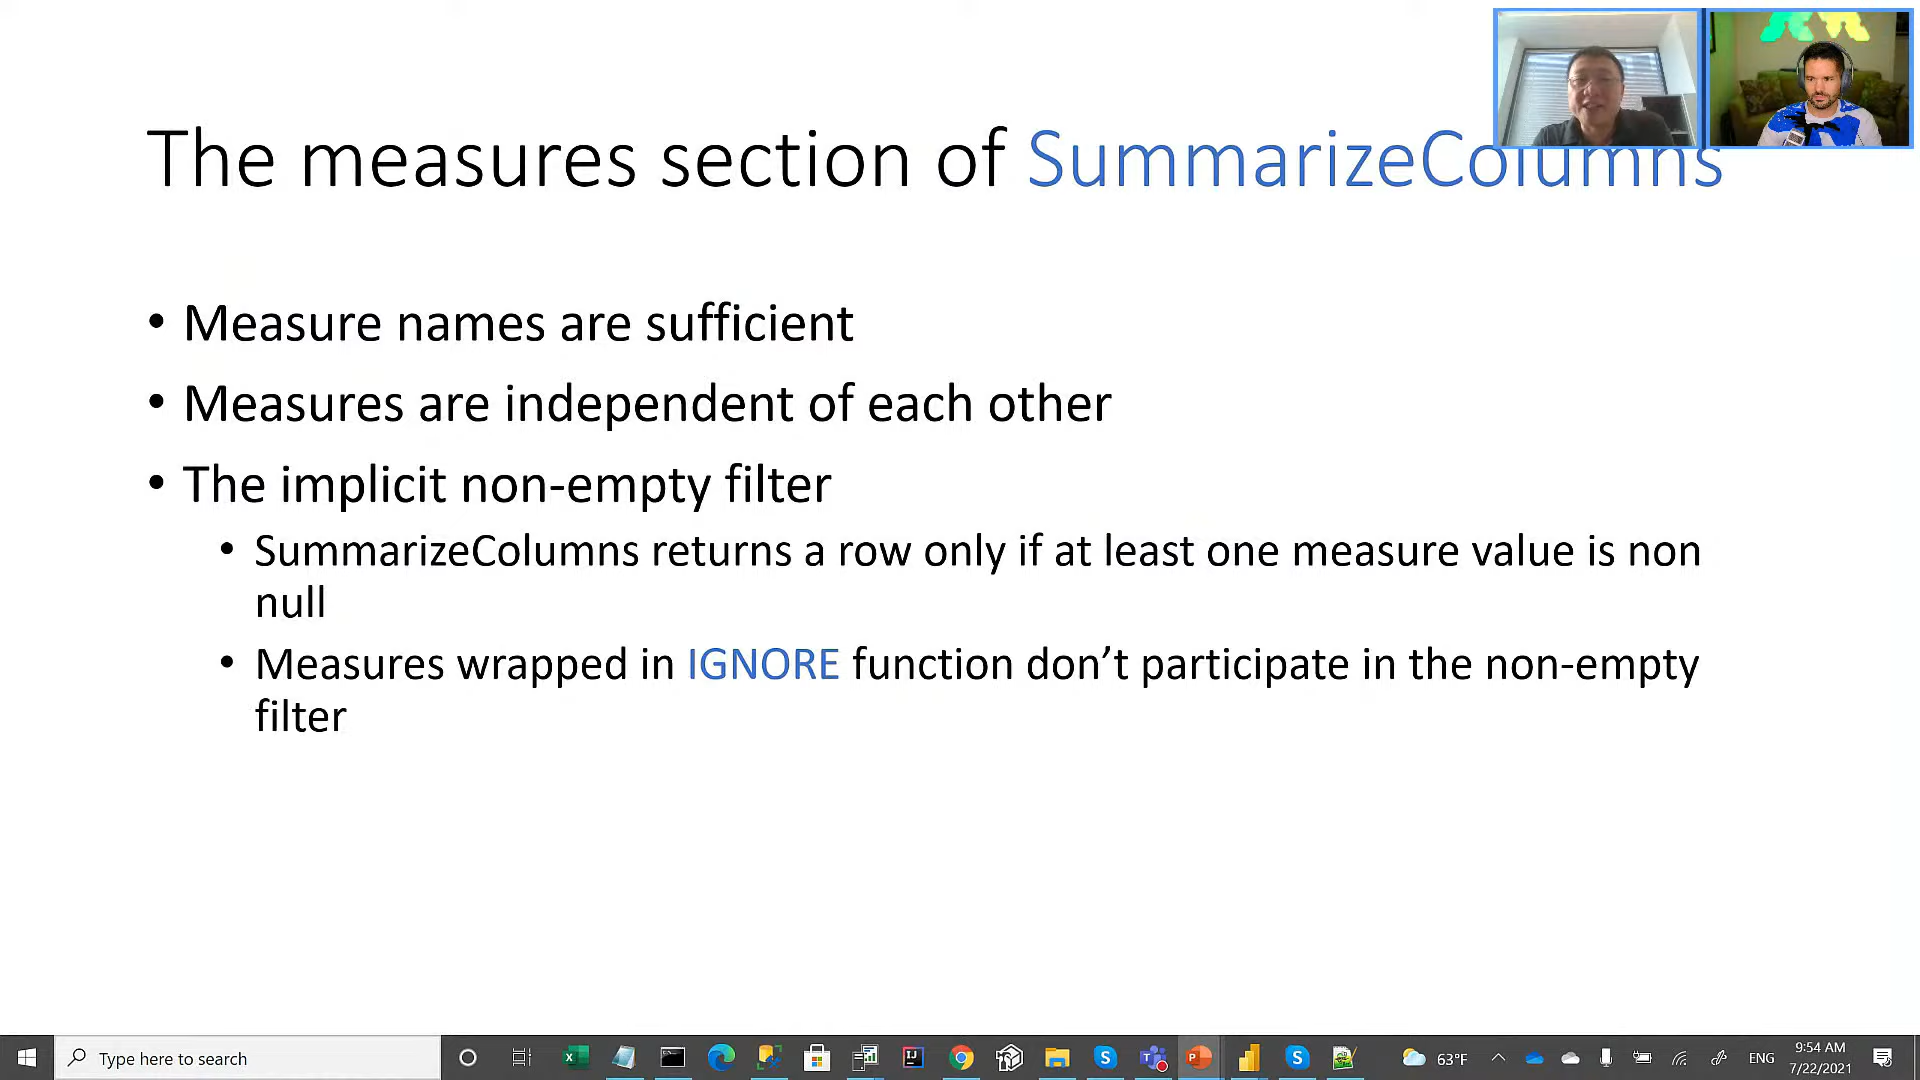 The measures section of SummarizeColumns
• Measure names are sufficient
• Measures are independent of each other
• The implicit non-empty filter
• SummarizeColumns returns a row only if at least one measure value is non
null
• Measures wrapped in IGNORE function don’t participate in the non-empty
filter
Type here to search
63°F
ENG
9:54 AM
7/22/2021